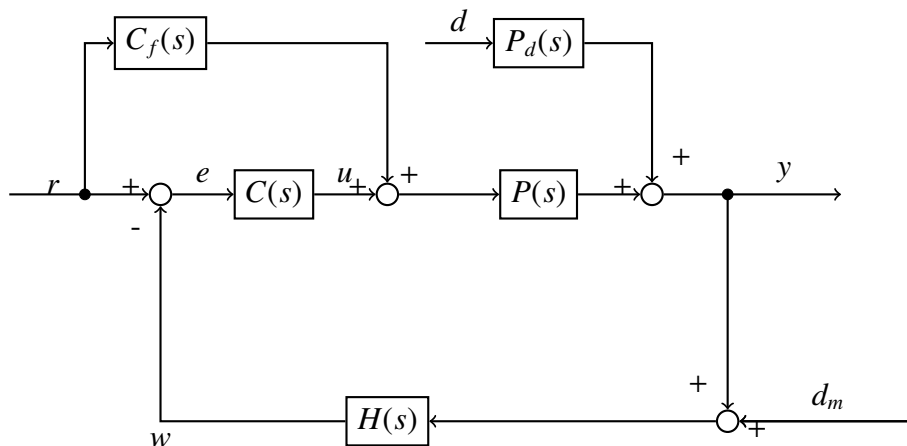 C_f(s)
d
P_d(s)
+
+
r
+
e
C(s)
u
+
P(s)
+
y
-
+
d_m
H(s)
+
w